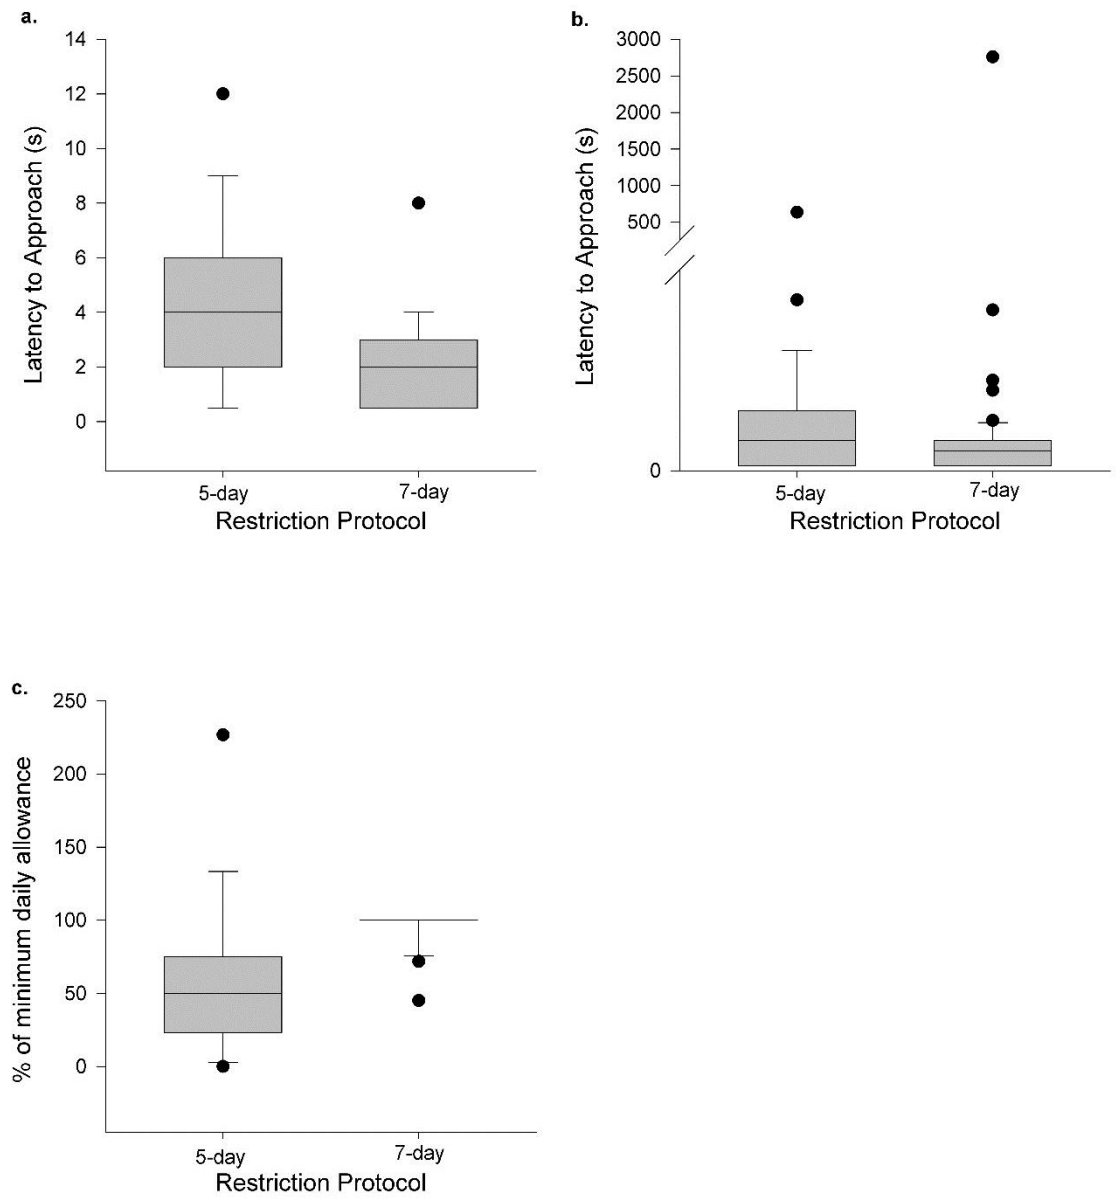 a.
14
12
10
8
6
4
2
0
Latency to Approach (s)
5-day
7-day
Restriction Protocol
b.
3000
2500
2000
1500
1000
500
0
Latency to Approach (s)
5-day
7-day
Restriction Protocol
c.
250
200
150
100
50
0
% of minimum daily allowance
5-day
7-day
Restriction Protocol